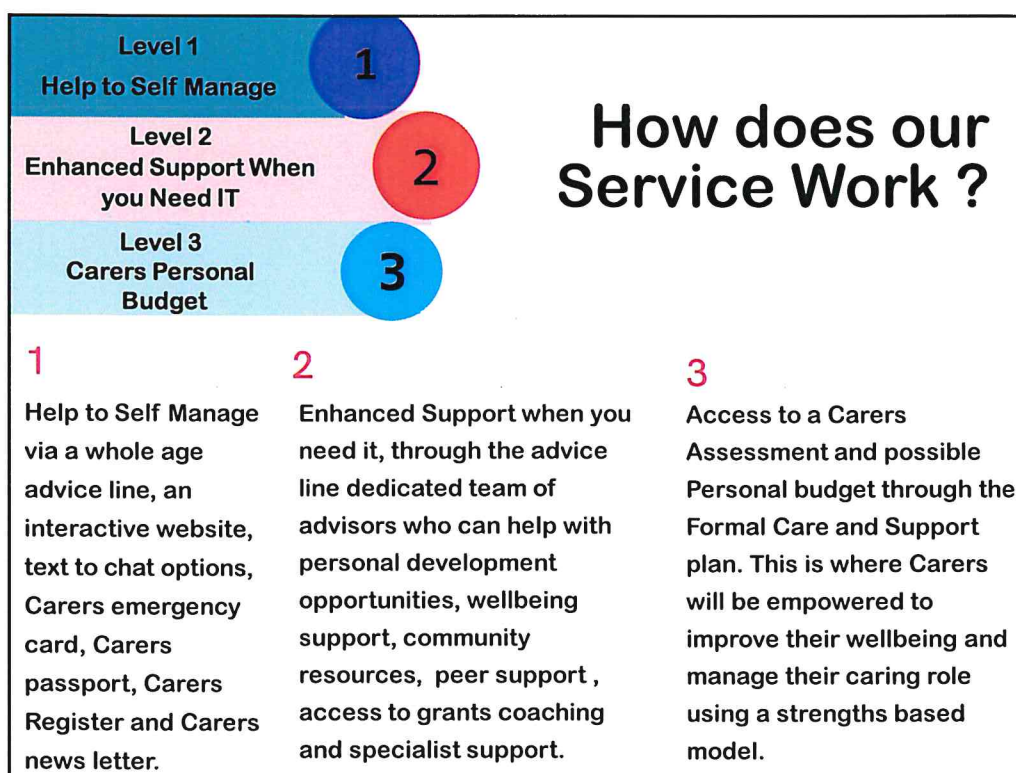 Level 1
Help to Self Manage
1
Level 2
Enhanced Support When
you Need IT
2
Level 3
Carers Personal
Budget
3
How does our
Service Work ?
1
Help to Self Manage
via a whole age
advice line, an
interactive website,
text to chat options,
Carers emergency
card, Carers
passport, Carers
Register and Carers
news letter.
2
Enhanced Support when you
need it, through the advice
line dedicated team of
advisors who can help with
personal development
opportunities, wellbeing
support, community
resources, peer support ,
access to grants coaching
and specialist support.
3
Access to a Carers
Assessment and possible
Personal budget through the
Formal Care and Support
plan. This is where Carers
will be empowered to
improve their wellbeing and
manage their caring role
using a strengths based
model.